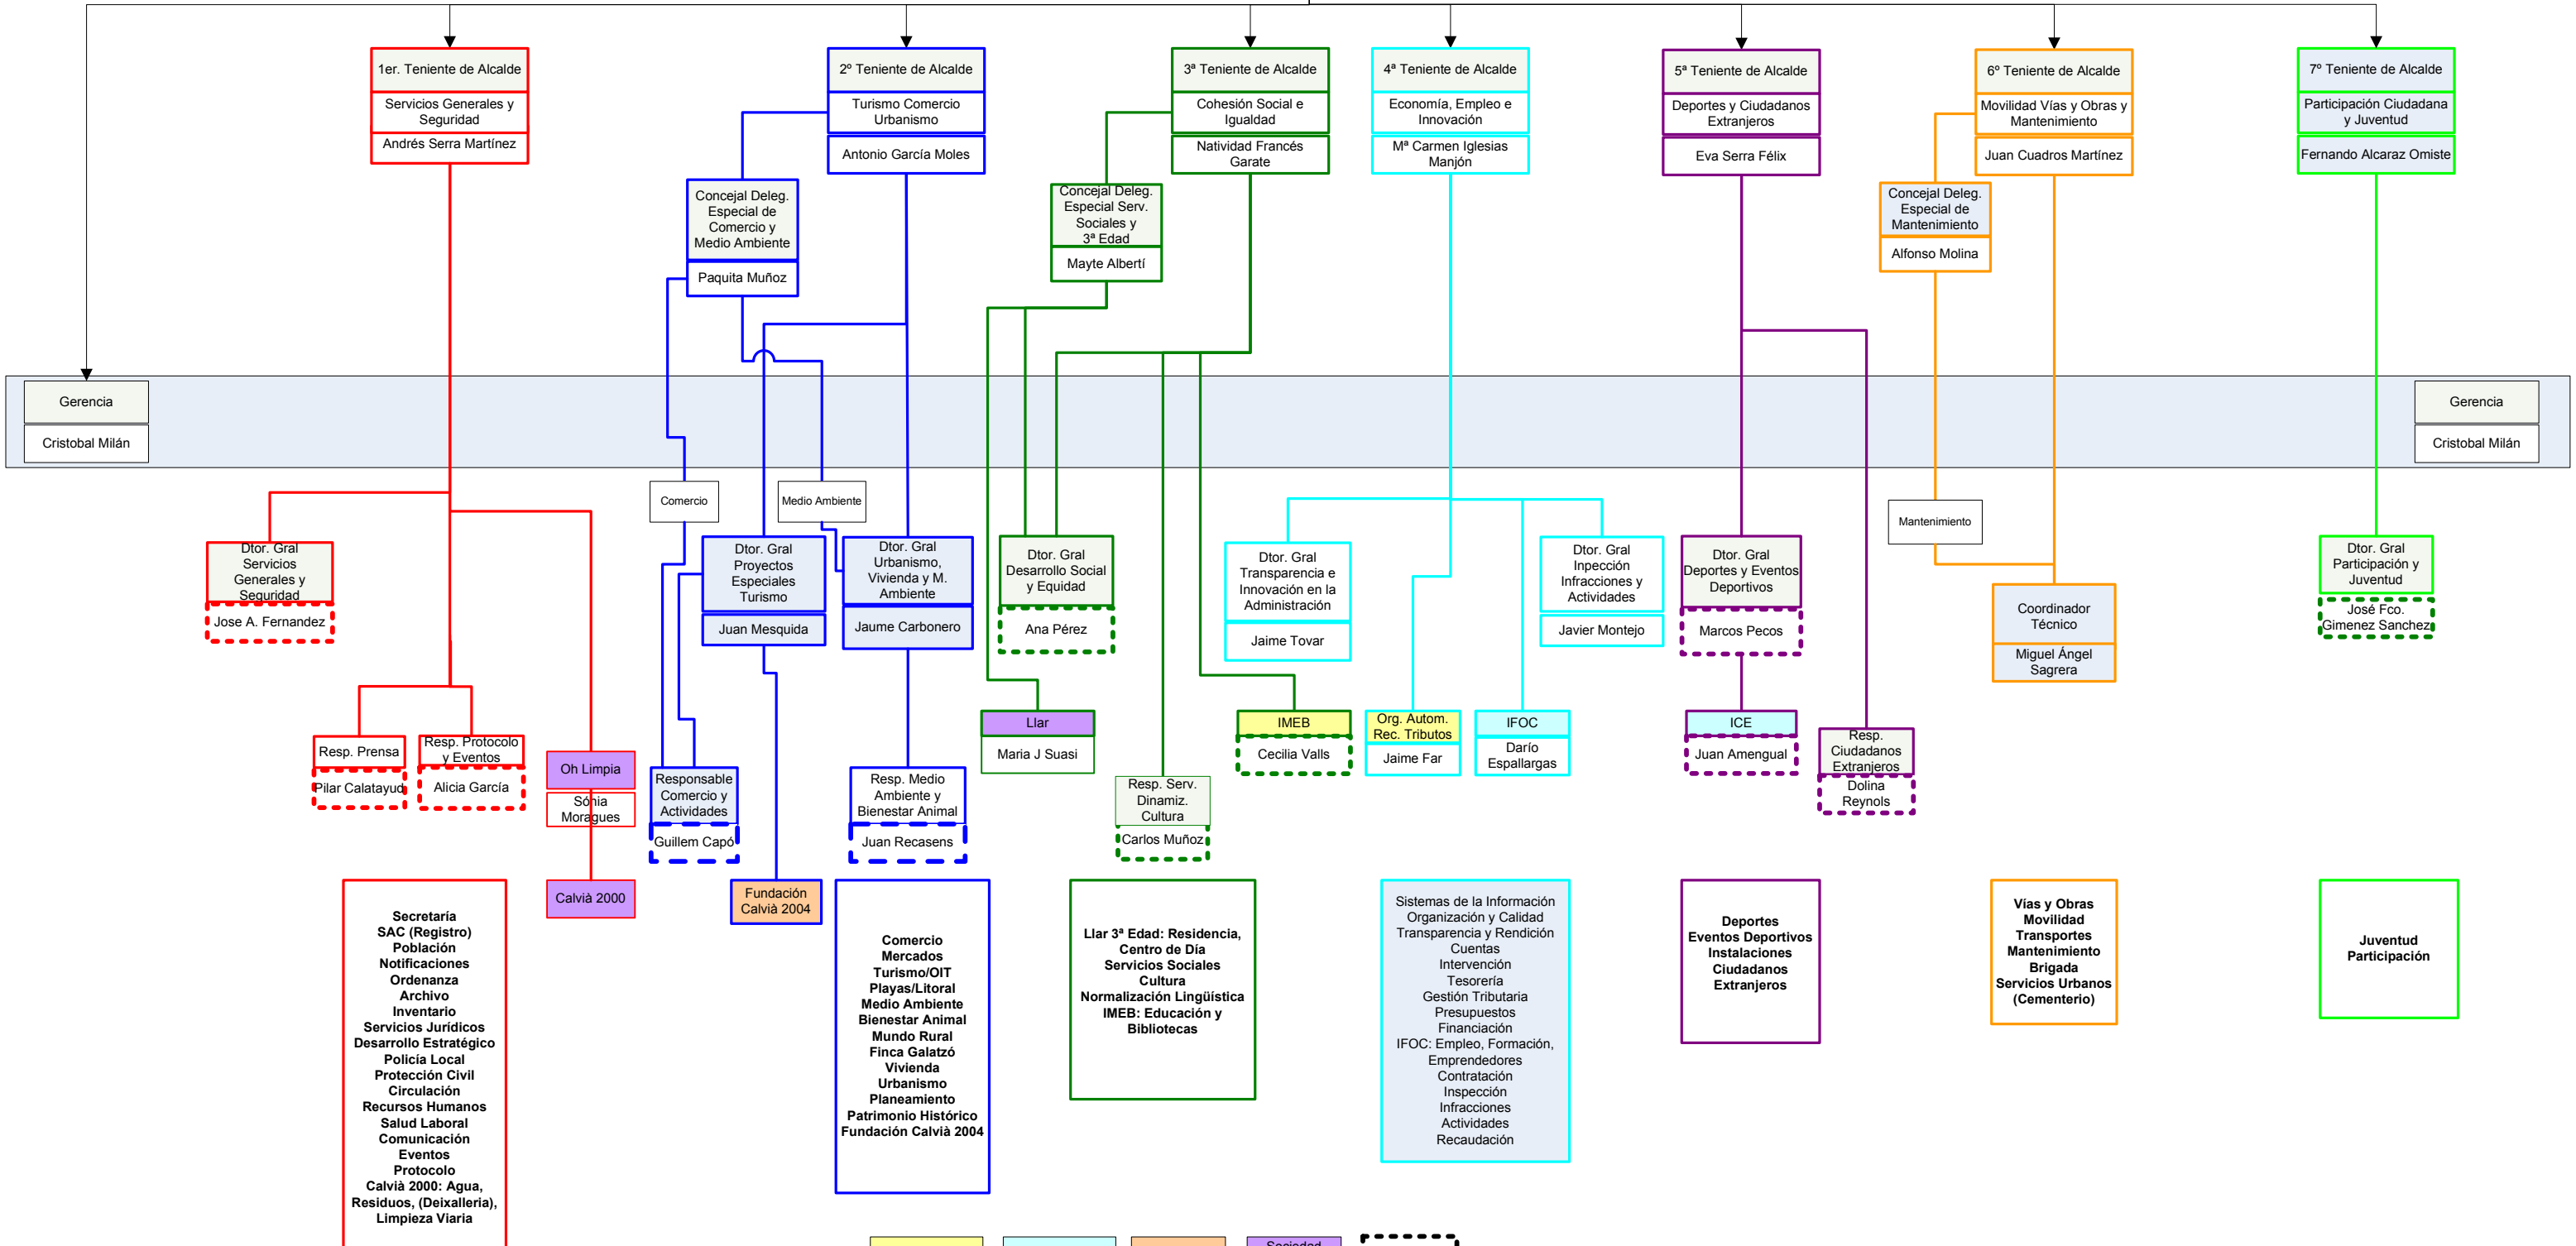 1er. Teniente de Alcalde
Servicios Generales y
Seguridad
Andrés Serra Martínez
2º Teniente de Alcalde
Turismo Comercio
Urbanismo
Antonio García Moles
3ª Teniente de Alcalde
Cohesión Social e
Igualdad
Natividad Francés
Garate
4ª Teniente de Alcalde
Economía, Empleo e
Innovación
Mª Carmen Iglesias
Manjón
5ª Teniente de Alcalde
Deportes y Ciudadanos
Extranjeros
Eva Serra Félix
6º Teniente de Alcalde
Movilidad Vías y Obras y
Mantenimiento
Juan Cuadros Martínez
7º Teniente de Alcalde
Participación Ciudadana
y Juventud
Fernando Alcaraz Omiste
Concejal Deleg.
Especial de
Comercio y
Medio Ambiente
Paquita Muñoz
Concejal Deleg.
Especial Serv.
Sociales y
3ª Edad
Mayte Albertí
Concejal Deleg.
Especial de
Mantenimiento
Alfonso Molina
Gerencia
Cristobal Milán
Gerencia
Cristobal Milán
Comercio
Medio Ambiente
Mantenimiento
Dtor. Gral
Servicios
Generales y
Seguridad
Jose A. Fernandez
Dtor. Gral
Proyectos
Especiales
Turismo
Juan Mesquida
Dtor. Gral
Urbanismo,
Vivienda y M.
Ambiente
Jaume Carbonero
Dtor. Gral
Desarrollo Social
y Equidad
Ana Pérez
Dtor. Gral
Transparencia e
Innovación en la
Administración
Jaime Tovar
Dtor. Gral
Inpección
Infracciones y
Actividades
Javier Montejo
Dtor. Gral
Deportes y Eventos
Deportivos
Marcos Pecos
Coordinador
Técnico
Miguel Ángel
Sagrera
Dtor. Gral
Participación y
Juventud
José Fco.
Gimenez Sanchez
Resp. Prensa
Pilar Calatayud
Resp. Protocolo
y Eventos
Alicia García
Oh Limpia
Sónia
Moragues
Responsable
Comercio y
Actividades
Guillem Capó
Resp. Medio
Ambiente y
Bienestar Animal
Juan Recasens
Llar
Maria J Suasi
Resp. Serv.
Dinamiz.
Cultura
Carlos Muñoz
IMEB
Cecilia Valls
Org. Autom.
Rec. Tributos
Jaime Far
IFOC
Darío
Espallargas
ICE
Juan Amengual
Resp.
Ciudadanos
Extranjeros
Dolina
Reynols
Secretaría
SAC (Registro)
Población
Notificaciones
Ordenanza
Archivo
Inventario
Servicios Jurídicos
Desarrollo Estratégico
Policía Local
Protección Civil
Circulación
Recursos Humanos
Salud Laboral
Comunicación
Eventos
Protocolo
Calvià 2000: Agua,
Residuos, (Deixalleria),
Limpieza Viaria
Calvià 2000
Fundación
Calvià 2004
Comercio
Mercados
Turismo/OIT
Playas/Litoral
Medio Ambiente
Bienestar Animal
Mundo Rural
Finca Galatzó
Vivienda
Urbanismo
Planeamiento
Patrimonio Histórico
Fundación Calvià 2004
Llar 3ª Edad: Residencia,
Centro de Día
Servicios Sociales
Cultura
Normalización Lingüística
IMEB: Educación y
Bibliotecas
Sistemas de la Información
Organización y Calidad
Transparencia y Rendición
Cuentas
Intervención
Tesorería
Gestión Tributaria
Presupuestos
Financiación
IFOC: Empleo, Formación,
Emprendedores
Contratación
Inspección
Infracciones
Actividades
Recaudación
Deportes
Eventos Deportivos
Instalaciones
Ciudadanos
Extranjeros
Vías y Obras
Movilidad
Transportes
Mantenimiento
Brigada
Servicios Urbanos
(Cementerio)
Juventud
Participación
Sociedad